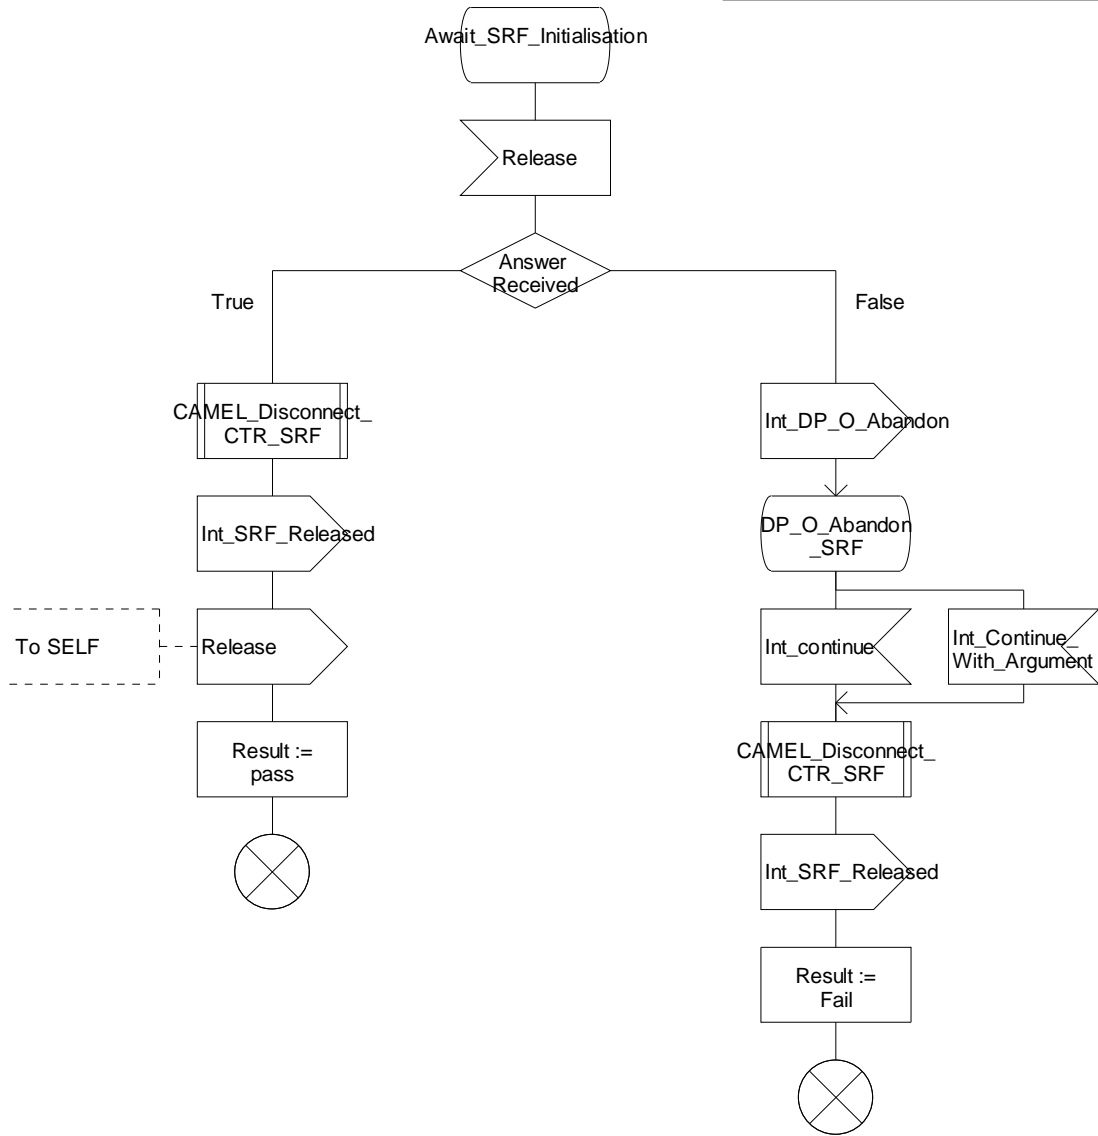 Await_SRF_Initialisation
Release
Answer
Received
True
False
CAMEL_Disconnect_
CTR_SRF
Int_DP_O_Abandon
Int_SRF_Released
DP_O_Abandon
_SRF
To SELF
Release
Int_continue
Int_Continue_
With_Argument
Result :=
pass
CAMEL_Disconnect_
CTR_SRF
Int_SRF_Released
Result :=
Fail